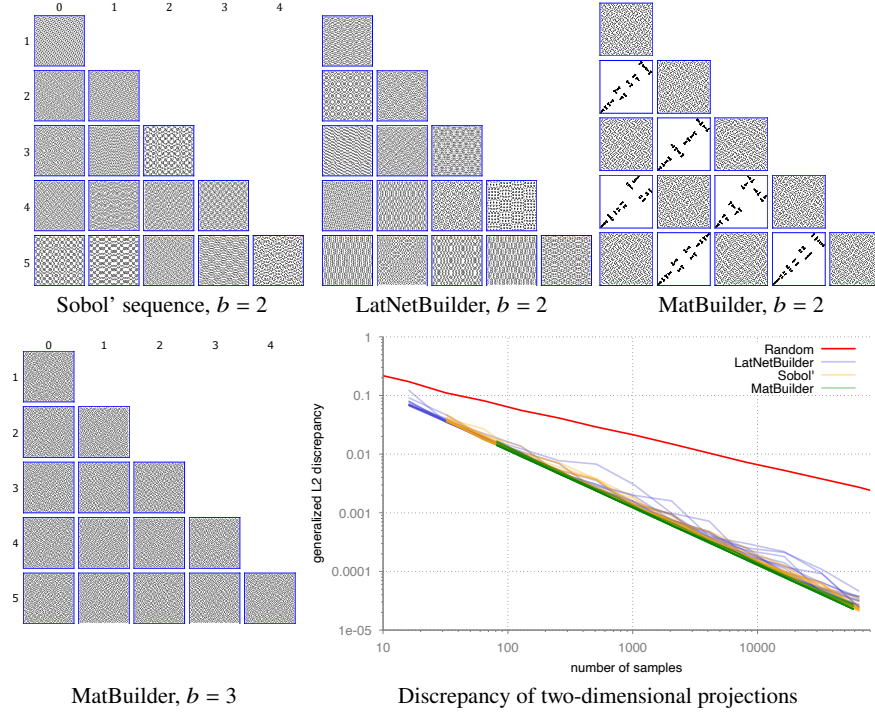 0 1 2 3 4
1
2
3
4
5
Sobol' sequence, b = 2
LatNetBuilder, b = 2
MatBuilder, b = 2
0 1 2 3 4
1
2
3
4
5
MatBuilder, b = 3
generalized L2 discrepancy
1
0.1
0.01
0.001
0.0001
1e-05
Random
LatNetBuilder
Sobol'
MatBuilder
10 100 1000 10000
number of samples
Discrepancy of two-dimensional projections